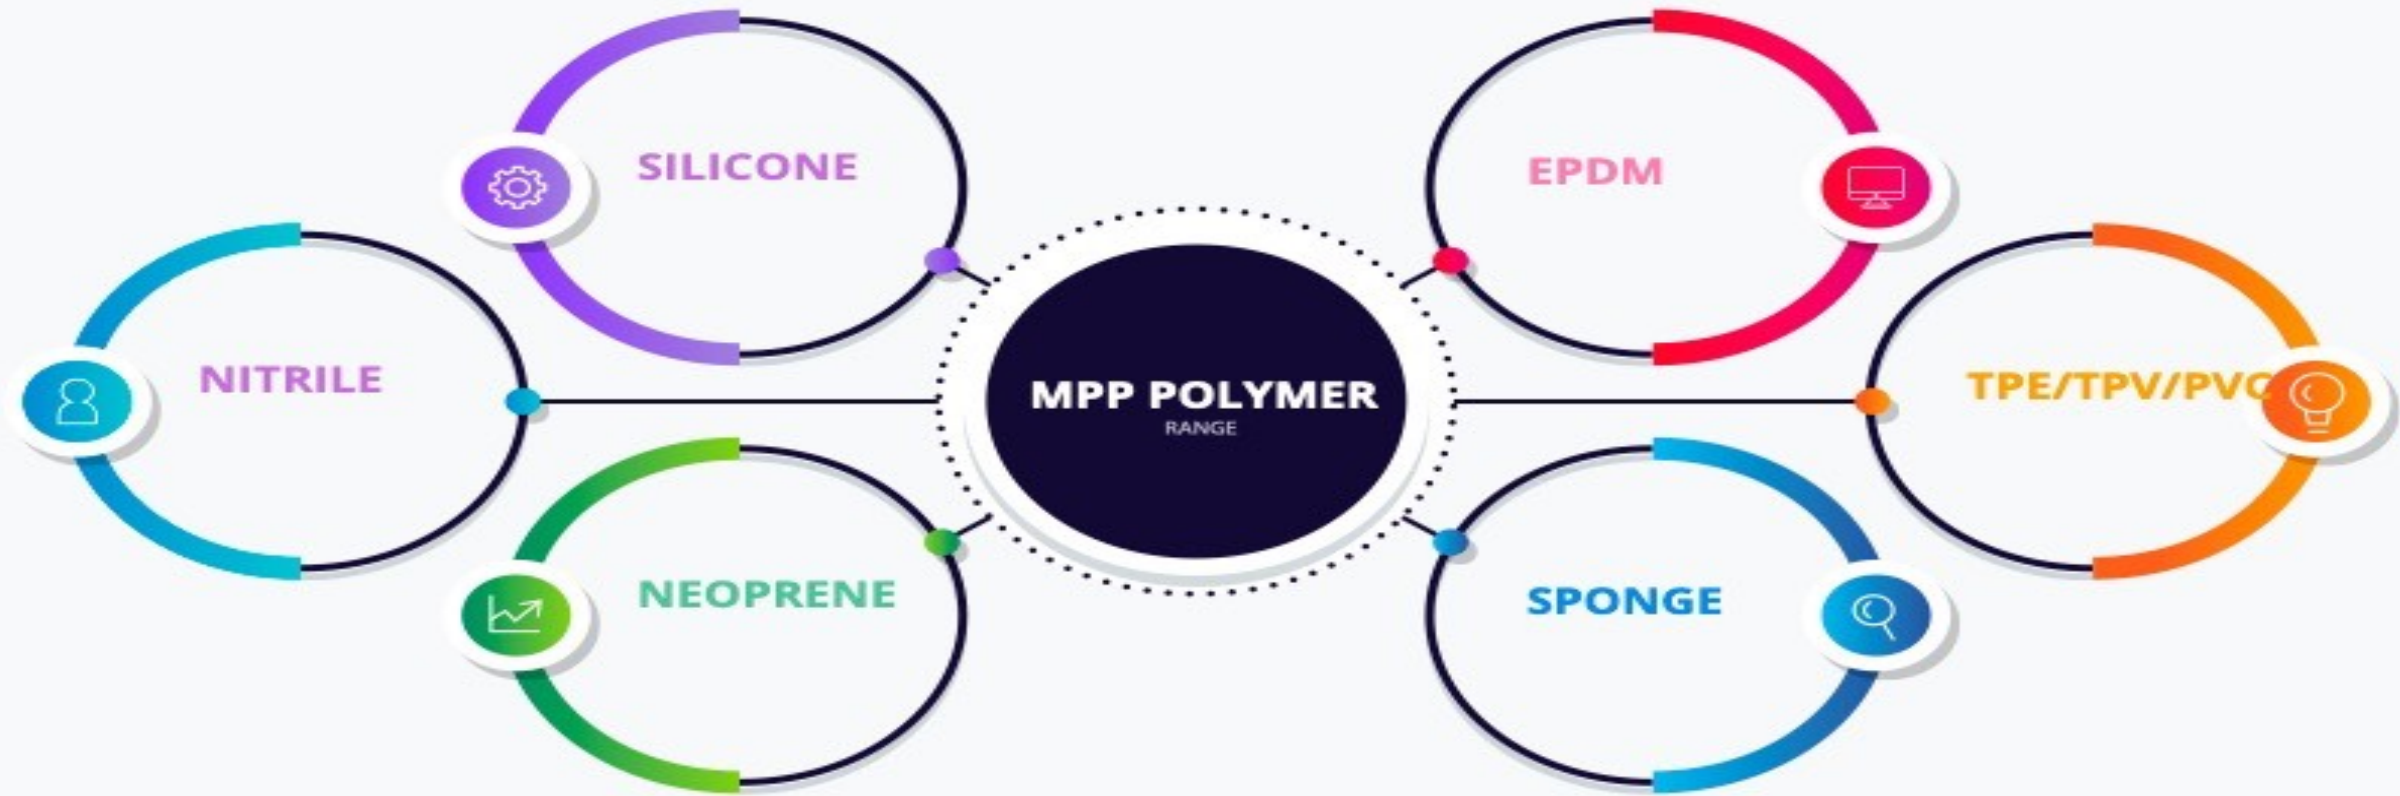 SILICONE
EPDM
NITRILE
MPP POLYMER
RANGE
TPE/TPV/PVC
NEOPRENE
SPONGE